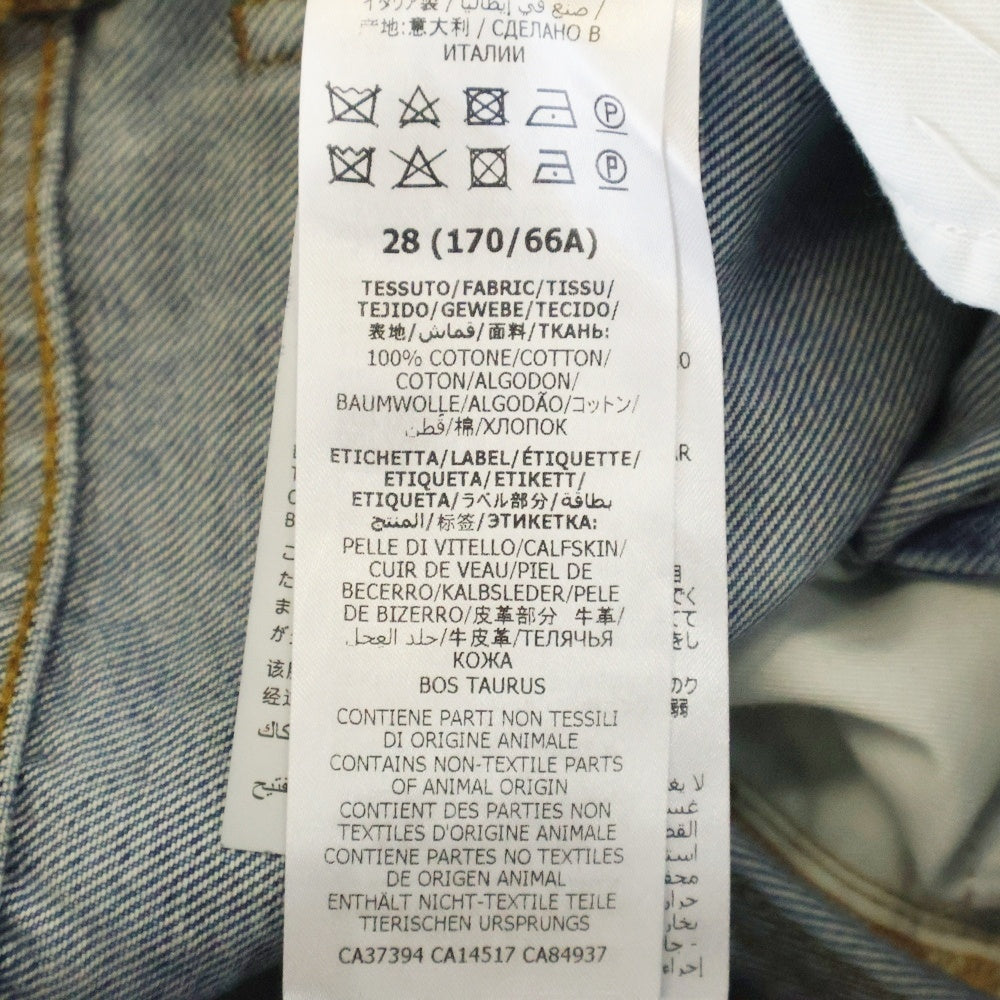 イタリア製 / صنع في إيطاليا /
产地:意大利 / СДЕЛАНО В
ИТАЛИИ
P
P
28 (170/66A)
TESSUTO/FABRIC/TISSU/
TEJIDO/GEWEBE/TECIDO/
表地/قماش/面料/ТКАНЬ:
100% COTONE/COTTON/
COTON/ALGODON/
BAUMWOLLE/ALGODÃO/コットン/
قطن/棉/ХЛОПОК
ETICHETTA/LABEL/ÉTIQUETTE/
ETIQUETA/ETIKETT/
ETIQUETA/ラベル部分/بطاقة
المنتج/标签/ЭТИКЕТКА:
PELLE DI VITELLO/CALFSKIN/
CUIR DE VEAU/PIEL DE
BECERRO/KALBSLEDER/PELE
DE BIZERRO/皮革部分 牛革/
جلد العجل/牛皮革/ТЕЛЯЧЬЯ
КОЖА
BOS TAURUS
CONTIENE PARTI NON TESSILI
DI ORIGINE ANIMALE
CONTAINS NON-TEXTILE PARTS
OF ANIMAL ORIGIN
CONTIENT DES PARTIES NON
TEXTILES D'ORIGINE ANIMALE
CONTIENE PARTES NO TEXTILES
DE ORIGEN ANIMAL
ENTHÄLT NICHT-TEXTILE TEILE
TIERISCHEN URSPRUNGS
CA37394 CA14517 CA84937